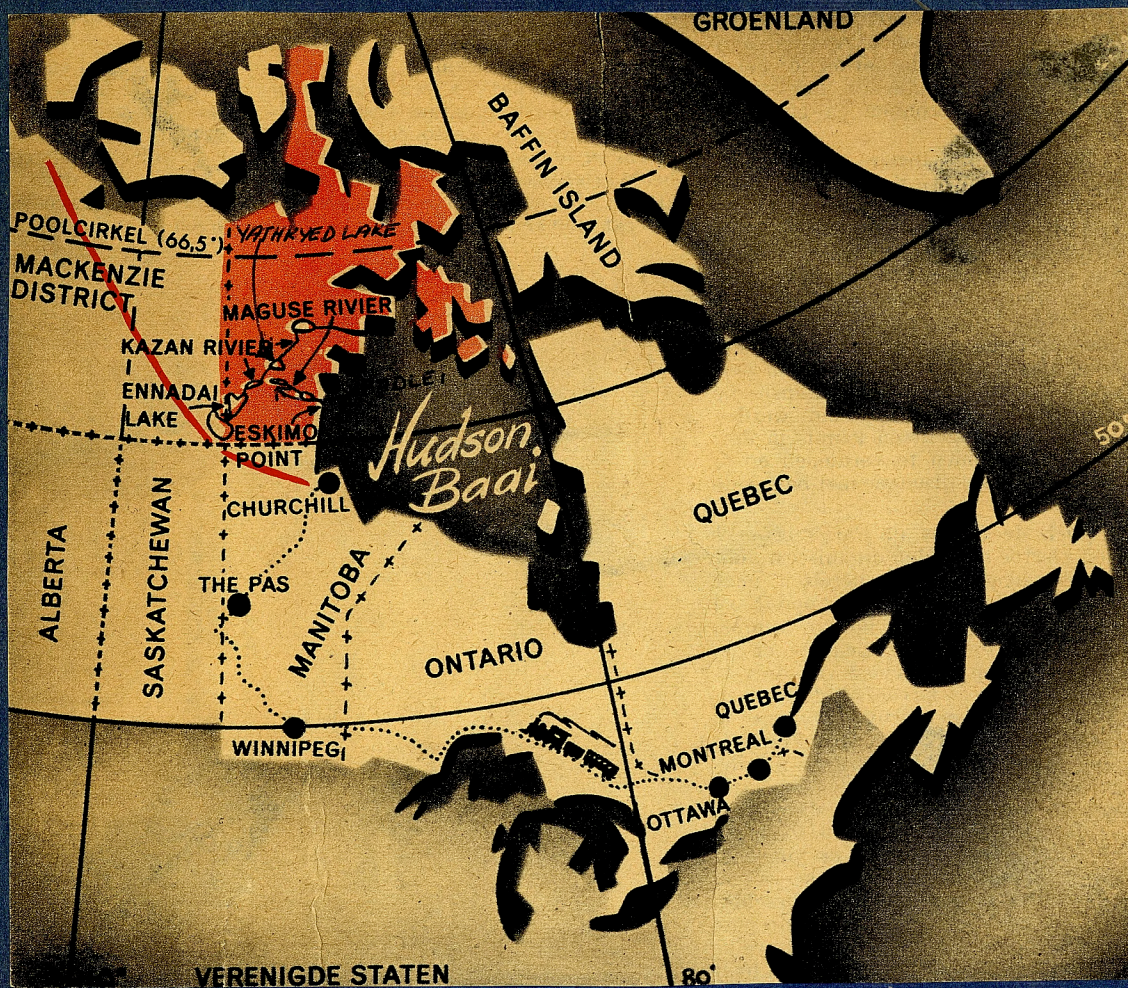 GROENLAND
BAFFIN ISLAND
POOLCIRKEL (66,5°)
YATHRYED LAKE
MACKENZIE
DISTRICT
MAGUSE RIVIER
KAZAN RIVIER
ENNADAI
LAKE
ESKIMO
POINT
Hudson
Baai
CHURCHILL
50°
QUEBEC
ALBERTA
SASKATCHEWAN
THE PAS
MANITOBA
ONTARIO
QUEBEC
WINNIPEG
MONTREAL
OTTAWA
VERENIGDE STATEN
80°